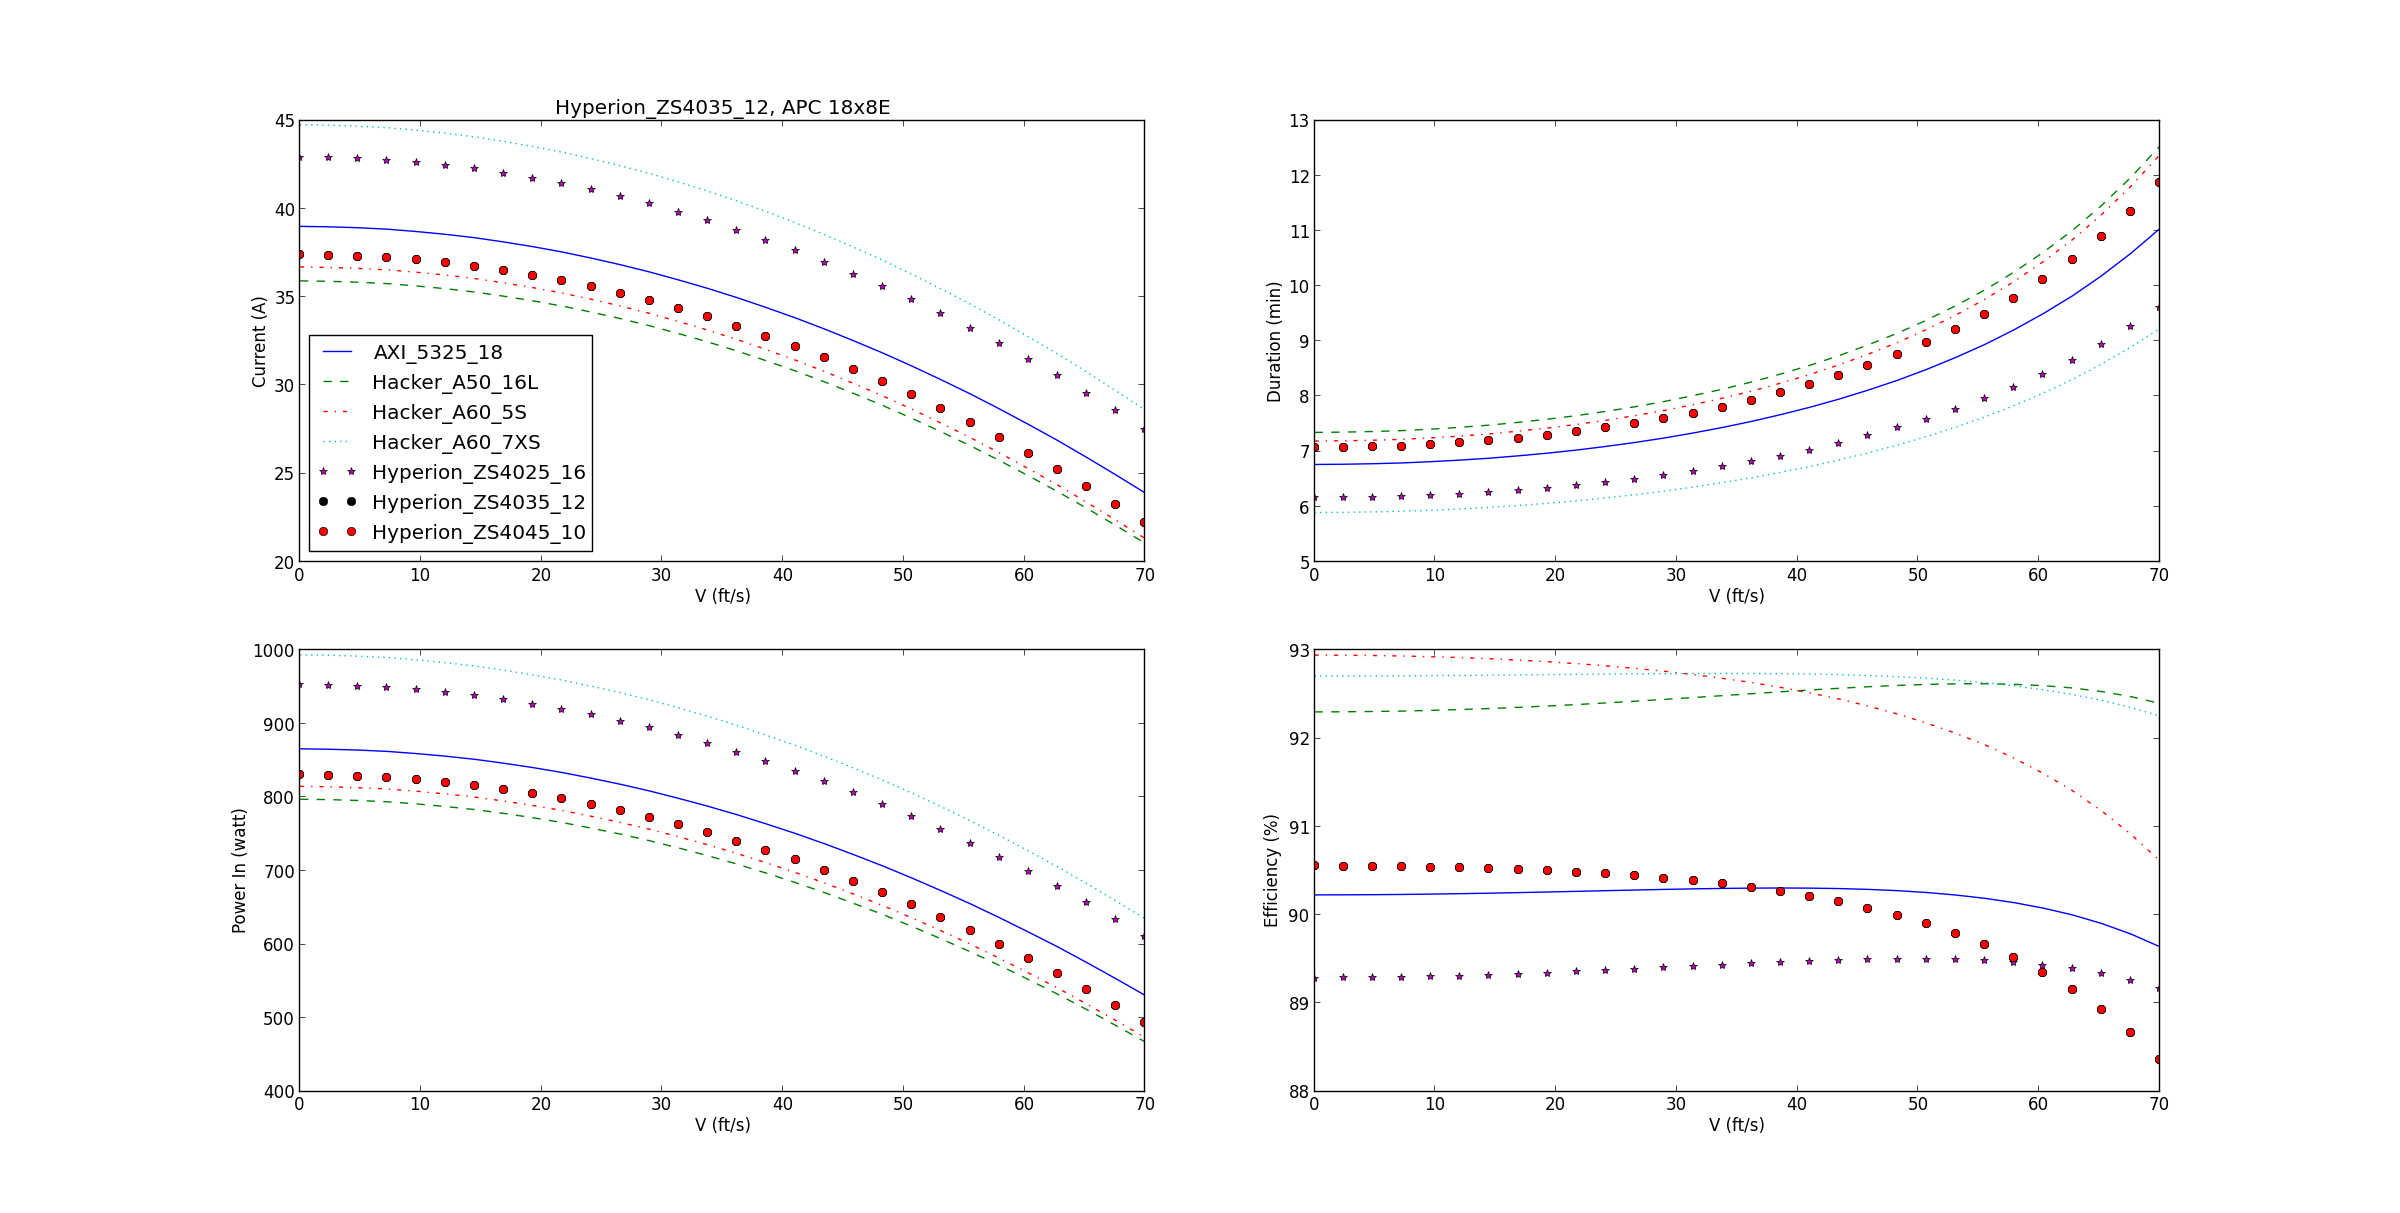 Hyperion_ZS4035_12, APC 18x8E
45
40
35
30
25
20
Current (A)
AXI_5325_18
Hacker_A50_16L
Hacker_A60_5S
Hacker_A60_7XS
Hyperion_ZS4025_16
Hyperion_ZS4035_12
Hyperion_ZS4045_10
0 10 20 30 40 50 60 70
V (ft/s)
13
12
11
10
9
8
7
6
5
Duration (min)
0 10 20 30 40 50 60 70
V (ft/s)
1000
900
800
700
600
500
400
Power In (watt)
0 10 20 30 40 50 60 70
V (ft/s)
93
92
91
90
89
88
Efficiency (%)
0 10 20 30 40 50 60 70
V (ft/s)